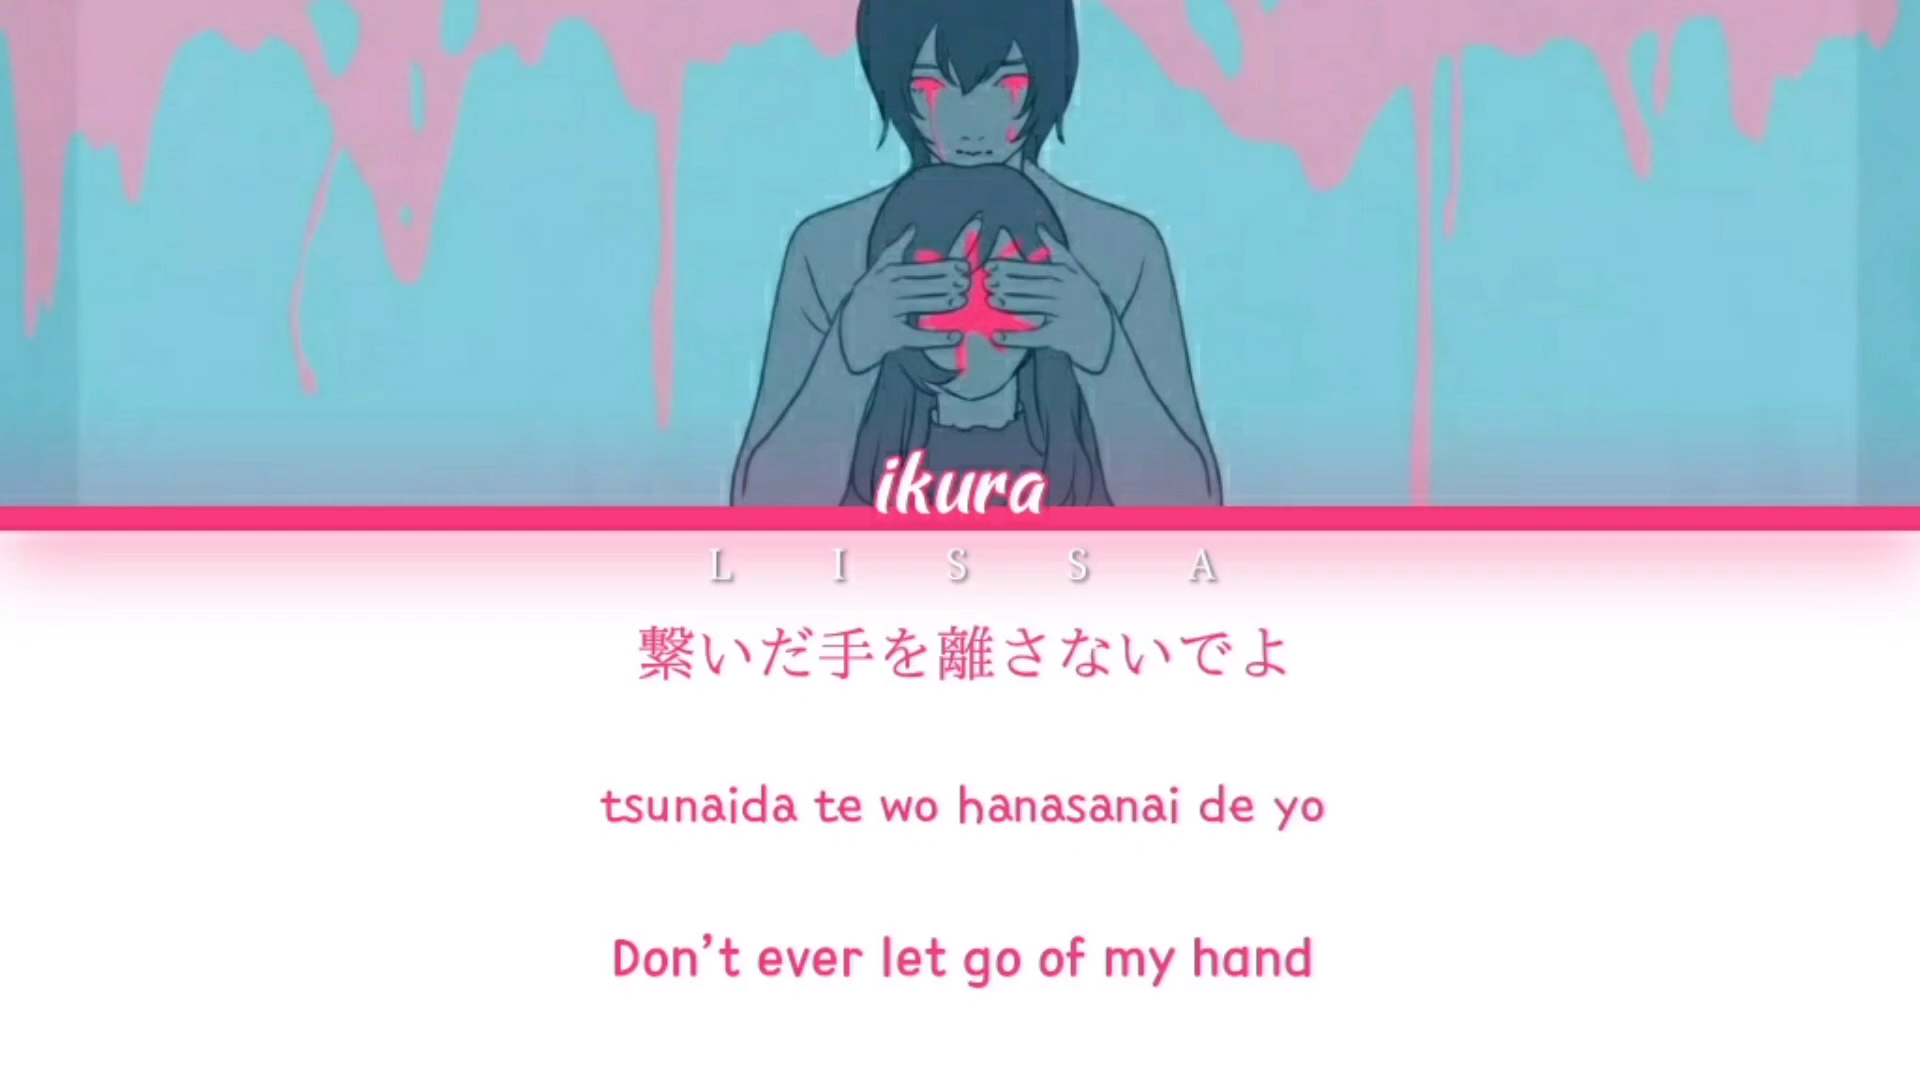 ikura
LISSA
繋いだ手を離さないでよ
tsunaida te wo hanasanai de yo
Don't ever let go of my hand